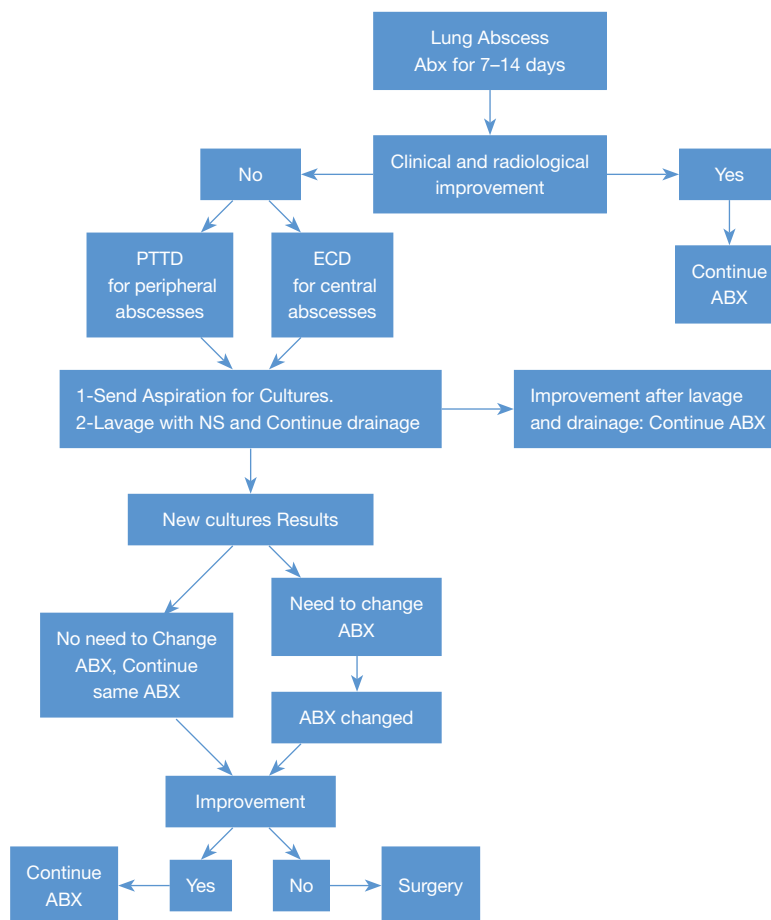 Lung Abscess
Abx for 7–14 days
No
Clinical and radiological
improvement
Yes
PTTD
for peripheral
abscesses
ECD
for central
abscesses
Continue
ABX
1-Send Aspiration for Cultures.
2-Lavage with NS and Continue drainage
Improvement after lavage
and drainage: Continue ABX
New cultures Results
No need to Change
ABX, Continue
same ABX
Need to change
ABX
ABX changed
Improvement
Continue
ABX
Yes
No
Surgery